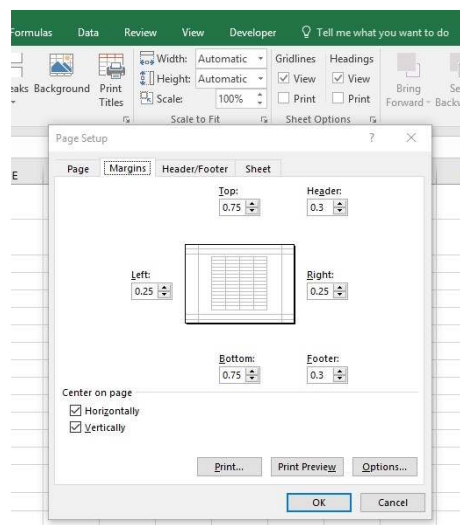 Formulas Data Review View Developer Tell me what you want to do
Width: Automatic Gridlines Headings
Height: Automatic View View
Background Print Titles Scale: 100% Print Print Bring Forward
Scale to Fit Sheet Options
Page Setup ? ×
E
Page Margins Header/Footer Sheet
Top: Header:
0.75 0.3
Left: Right:
0.25 0.25
Bottom: Footer:
0.75 0.3
Center on page
Horizontally
Vertically
Print... Print Preview Options...
OK Cancel